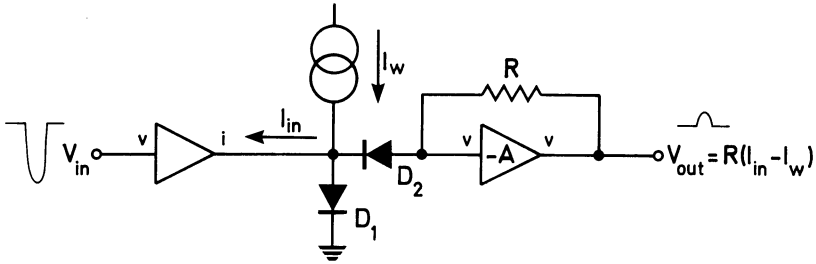 I_w
R
I_in
V_in
v
i
v
-A
v
V_out = R(I_in - I_w)
D_2
D_1